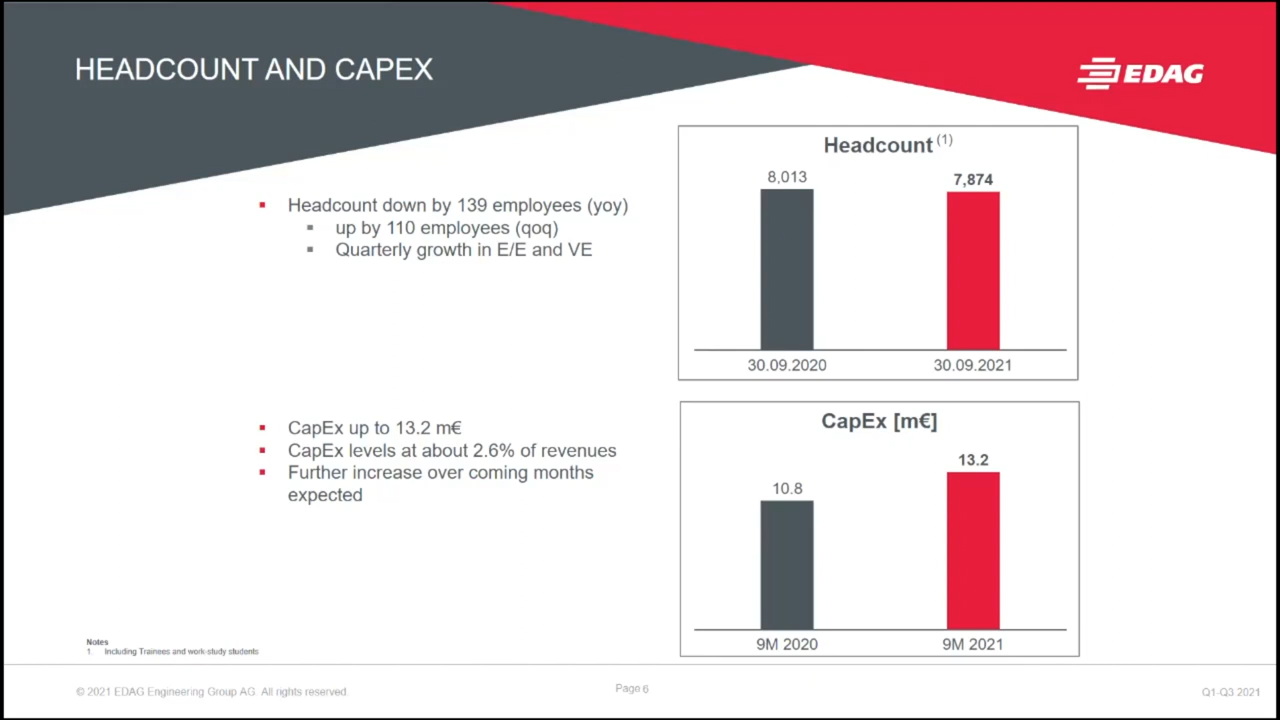 HEADCOUNT AND CAPEX
EDAG
▪ Headcount down by 139 employees (yoy)
▪ up by 110 employees (qoq)
▪ Quarterly growth in E/E and VE
Headcount (1)
8,013
7,874
30.09.2020
30.09.2021
▪ CapEx up to 13.2 m€
▪ CapEx levels at about 2.6% of revenues
▪ Further increase over coming months
expected
CapEx [m€]
10.8
13.2
9M 2020
9M 2021
Notes
1. Including Trainees and work-study students
© 2021 EDAG Engineering Group AG. All rights reserved.
Page 6
Q1-Q3 2021